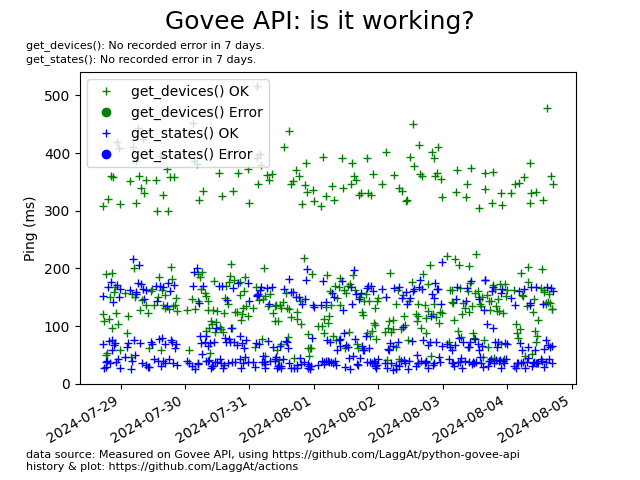 Govee API: is it working?
get_devices(): No recorded error in 7 days.
get_states(): No recorded error in 7 days.
get_devices() OK
get_devices() Error
get_states() OK
get_states() Error
Ping (ms)
500
400
300
200
100
0
2024-07-29
2024-07-30
2024-07-31
2024-08-01
2024-08-02
2024-08-03
2024-08-04
2024-08-05
data source: Measured on Govee API, using https://github.com/LaggAt/python-govee-api
history & plot: https://github.com/LaggAt/actions